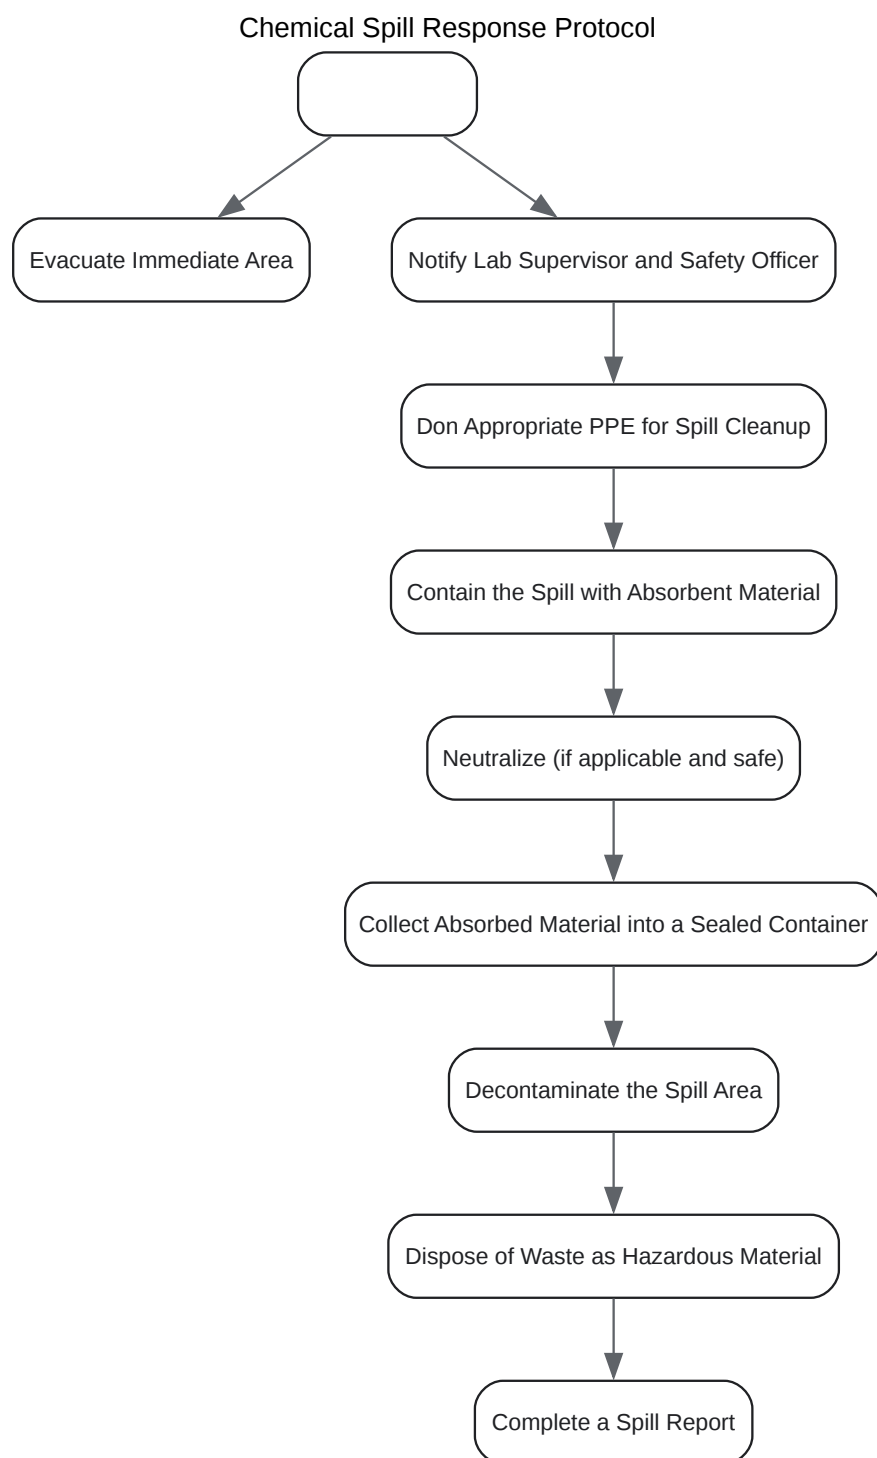 Chemical Spill Response Protocol
Evacuate Immediate Area
Notify Lab Supervisor and Safety Officer
Don Appropriate PPE for Spill Cleanup
Contain the Spill with Absorbent Material
Neutralize (if applicable and safe)
Collect Absorbed Material into a Sealed Container
Decontaminate the Spill Area
Dispose of Waste as Hazardous Material
Complete a Spill Report